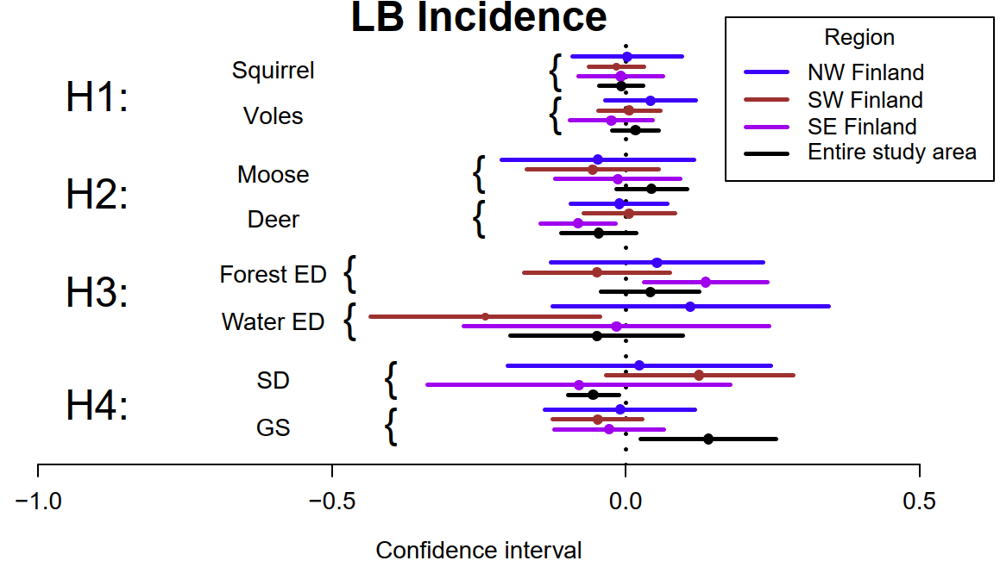 LB Incidence
Region
NW Finland
SW Finland
SE Finland
Entire study area
H1:
Squirrel
Voles
H2:
Moose
Deer
H3:
Forest ED
Water ED
H4:
SD
GS
−1.0 −0.5 0.0 0.5
Confidence interval